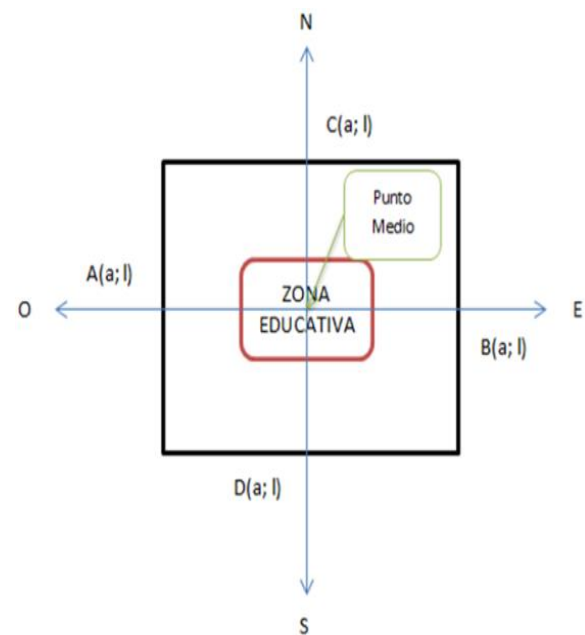 N
C(a; l)
Punto
Medio
A(a; l)
ZONA
O
E
EDUCATIVA
B(a; l)
D(a; l)
S